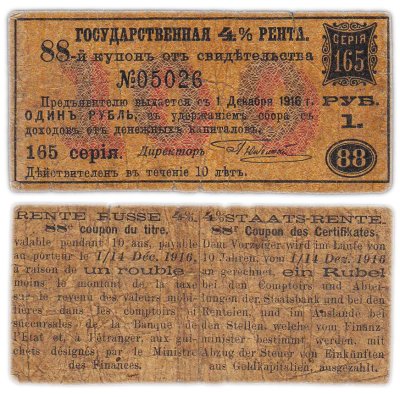 ГОСУДАРСТВЕННАЯ 4% РЕНТА.
88-й купонъ отъ свидѣтельства
№05026
Предъявителю выдается съ 1 Декабря 1916 г.
ОДИНЪ РУБЛЬ, съ удержаніемъ сбора съ
доходовъ отъ денежныхъ капиталовъ.
165 серія. Директоръ
Дѣйствителенъ въ теченіе 10 лѣтъ.
СЕРІЯ
165
РУБ.
1.
88
RENTE RUSSE 4%
88e coupon du titre.
valable pendant 10 ans, payable
au porteur le 1/14 Déc. 1916,
à raison de un rouble
moins le montant de la taxe
sur le revenu des valeurs mobi-
lières dans les comptoirs et
succursales de la Banque de
l'Etat et, à l'étranger, aux gui-
chets désignés par le Ministre
des Finances.
4% STAATS-RENTE.
88er Coupon des Certifikates.
Dem Vorzeiger wird im Laufe von
10 Jahren, vom 1/14 Dez. 1916
an gerechnet, ein Rubel
bei den Comptoiren und Abtei-
lungen der Staatsbank und bei den
Renteien, und im Auslande bei
den Stellen, welche vom Finanz-
minister bestimmt werden, mit
Abzug der Steuer von Einkünften
aus Geldkapitalien, ausgezahlt.